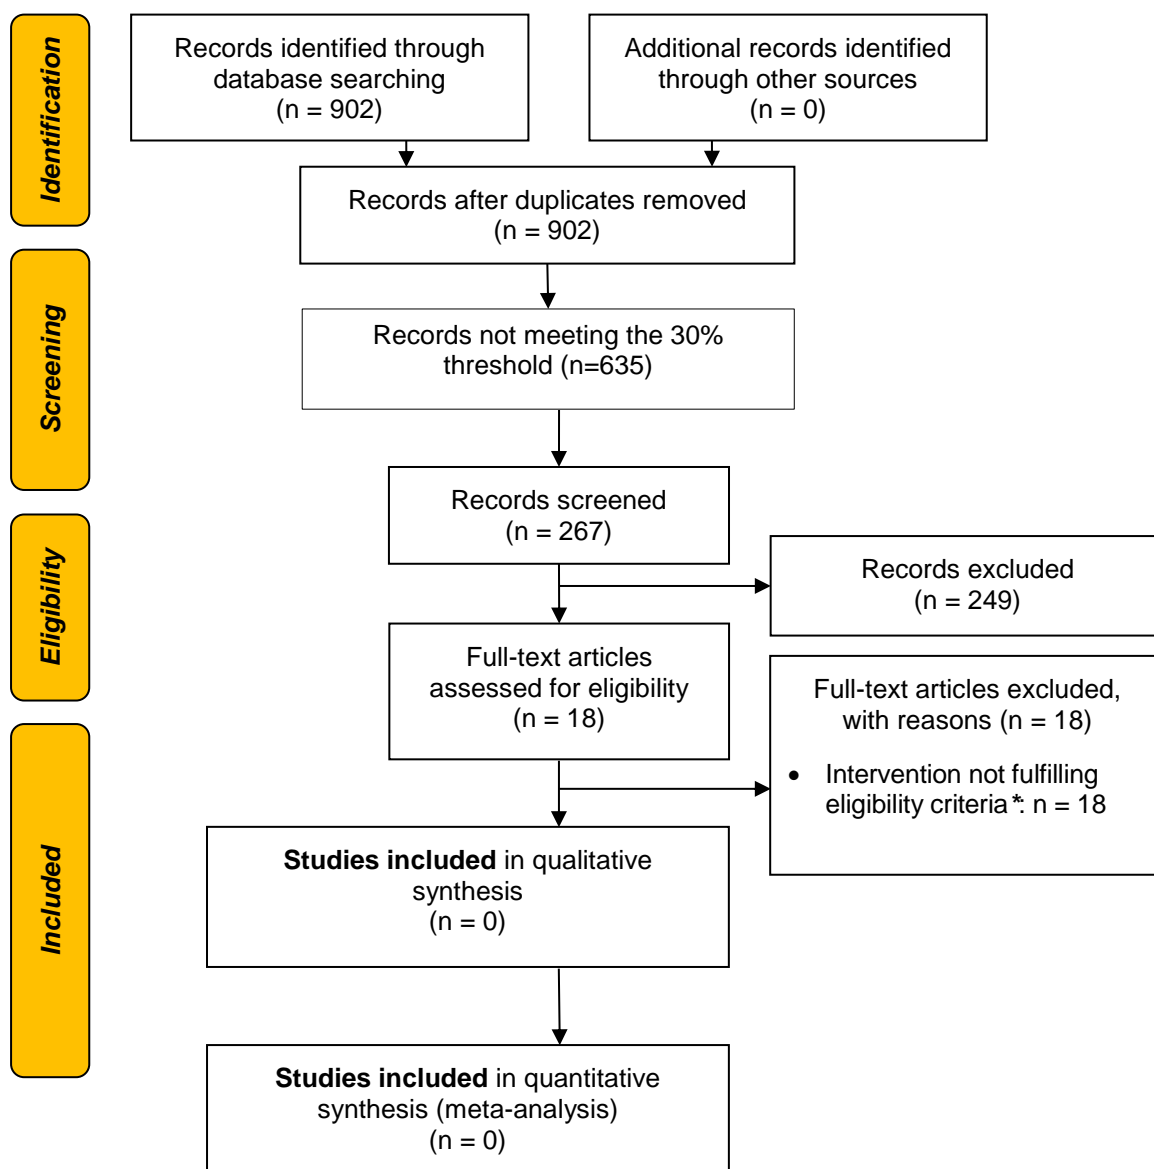 Identification
Records identified through
database searching
(n = 902)
Additional records identified
through other sources
(n = 0)
Records after duplicates removed
(n = 902)
Screening
Records not meeting the 30%
threshold (n=635)
Records screened
(n = 267)
Eligibility
Records excluded
(n = 249)
Full-text articles
assessed for eligibility
(n = 18)
Full-text articles excluded,
with reasons (n = 18)
• Intervention not fulfilling
eligibility criteria*: n = 18
Included
Studies included in qualitative
synthesis
(n = 0)
Studies included in quantitative
synthesis (meta-analysis)
(n = 0)